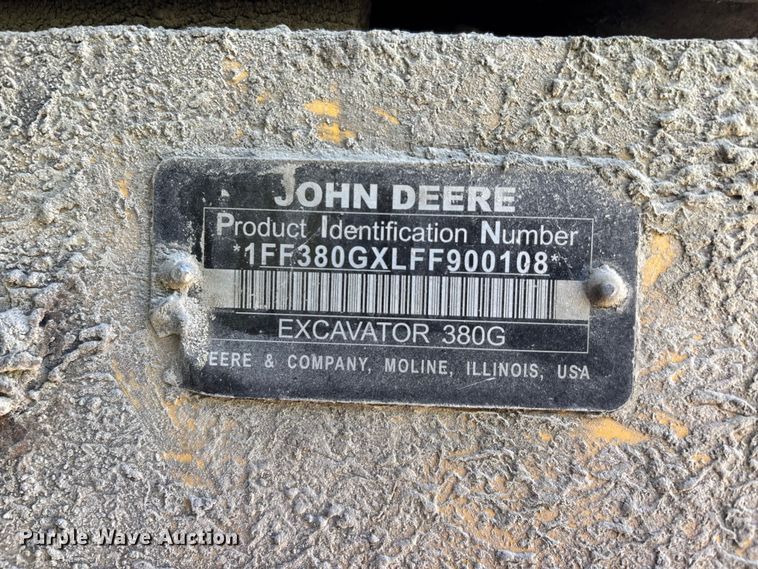 JOHN DEERE
Product Identification Number
*1FF380GXLFF900108*
EXCAVATOR 380G
EERE & COMPANY, MOLINE, ILLINOIS, USA
Purple Wave Auction